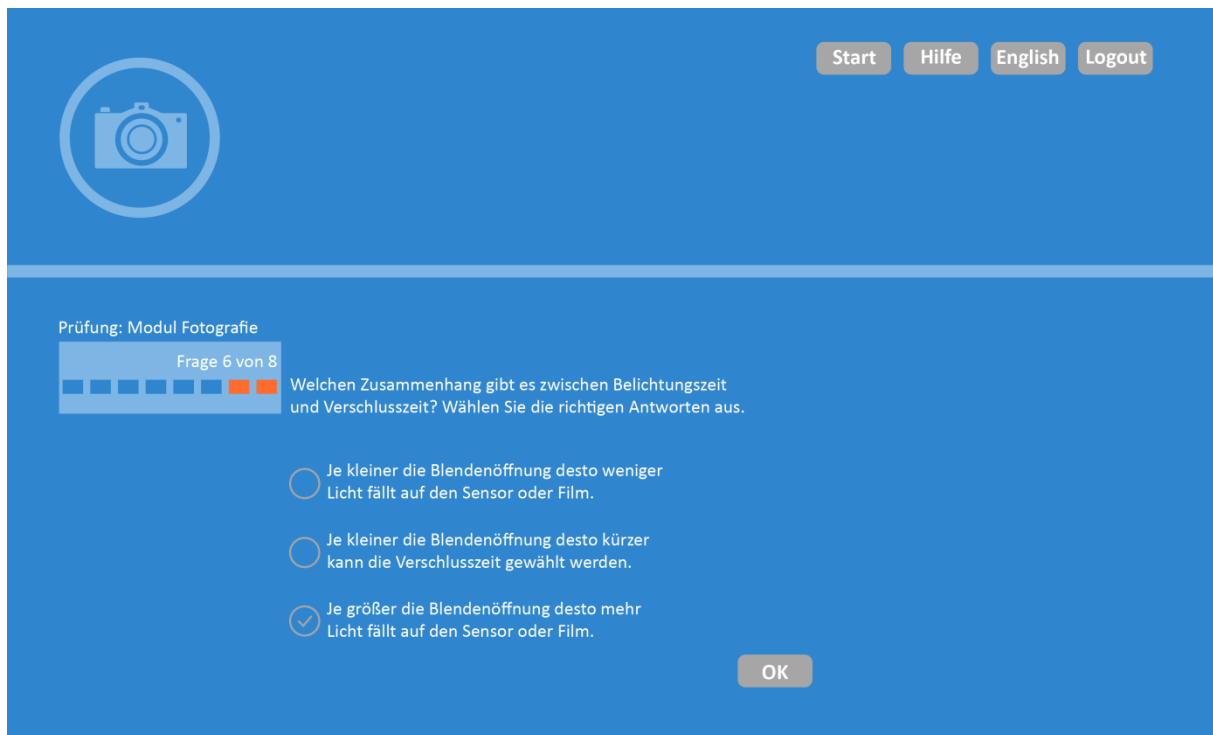 Start
Hilfe
English
Logout
Prüfung: Modul Fotografie
Frage 6 von 8
Welchen Zusammenhang gibt es zwischen Belichtungszeit
und Verschlusszeit? Wählen Sie die richtigen Antworten aus.
Je kleiner die Blendenöffnung desto weniger
Licht fällt auf den Sensor oder Film.
Je kleiner die Blendenöffnung desto kürzer
kann die Verschlusszeit gewählt werden.
Je größer die Blendenöffnung desto mehr
Licht fällt auf den Sensor oder Film.
OK